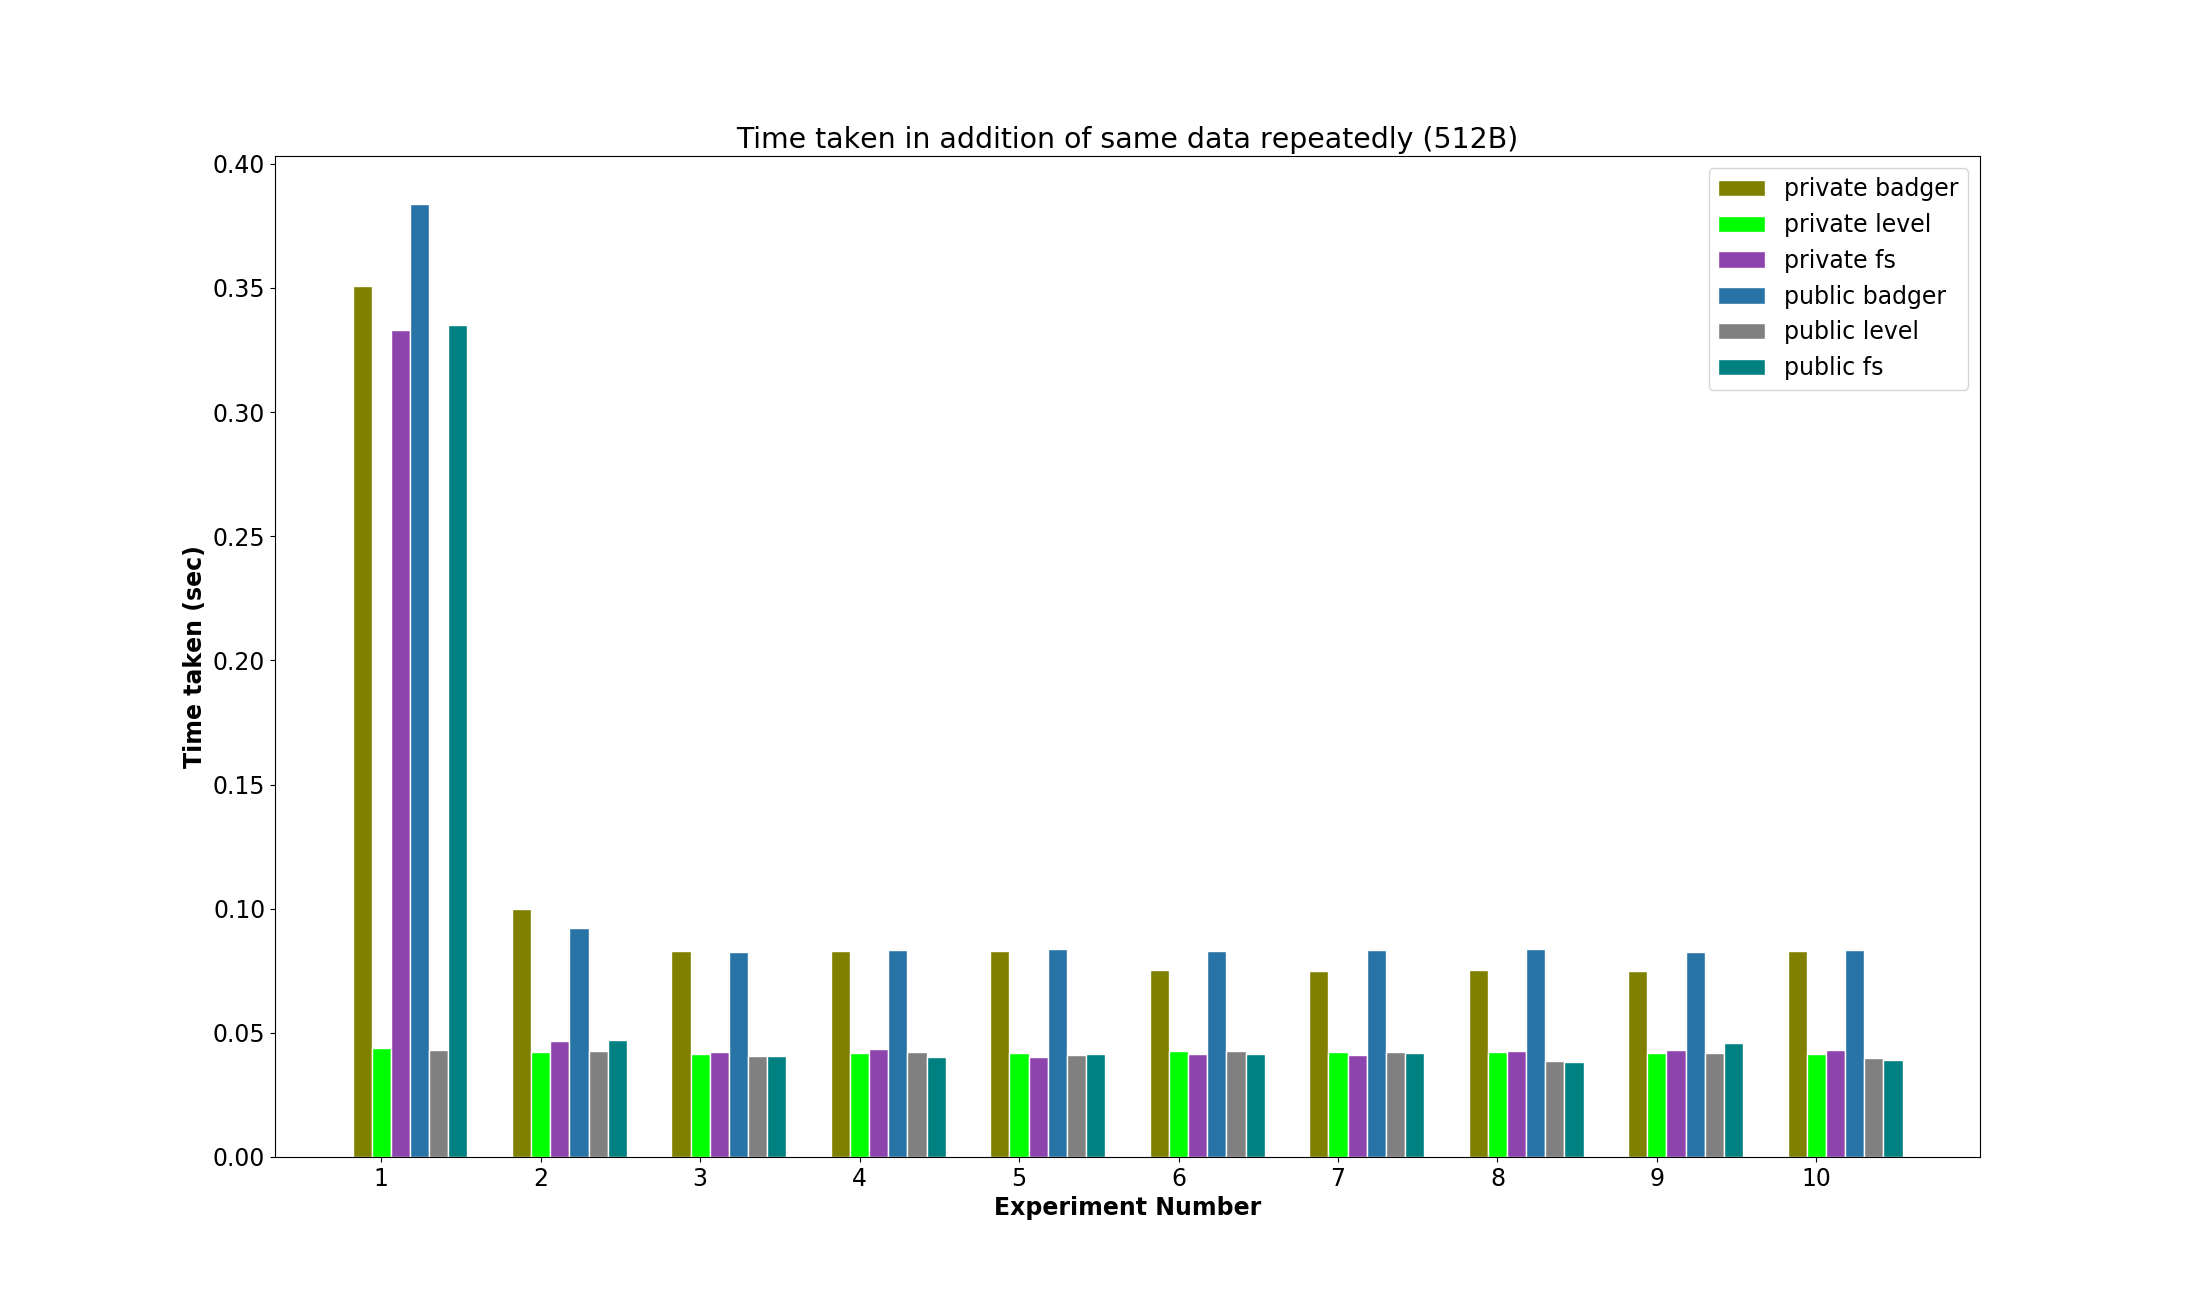 Time taken in addition of same data repeatedly (512B)
0.40
0.35
0.30
0.25
0.20
0.15
0.10
0.05
0.00
Time taken (sec)
private badger
private level
private fs
public badger
public level
public fs
1 2 3 4 5 6 7 8 9 10
Experiment Number